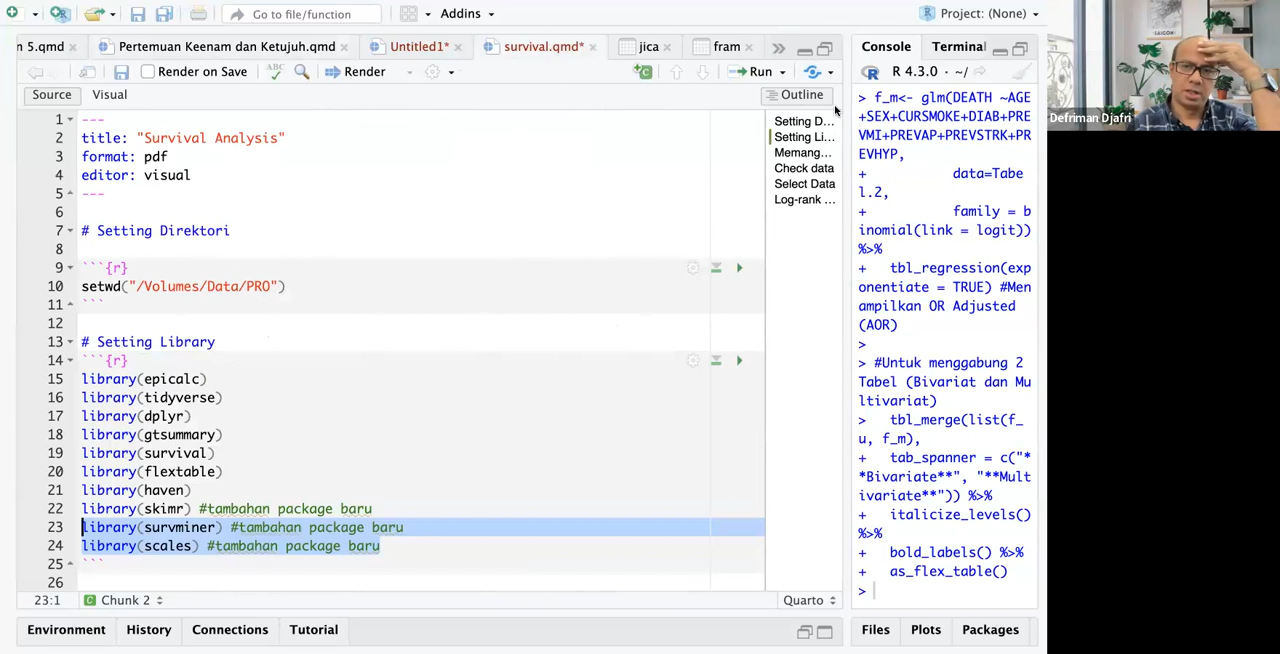 Go to file/function
Addins
Project: (None)
n 5.qmd
Pertemuan Keenam dan Ketujuh.qmd
Untitled1*
survival.qmd*
jica
fram
Render on Save
ABC
Render
Run
Source
Visual
Outline
1 ---
2 title: "Survival Analysis"
3 format: pdf
4 editor: visual
5 ---
6
7 # Setting Direktori
8
9 ```{r}
10 setwd("/Volumes/Data/PRO")
11 ```
12
13 # Setting Library
14 ```{r}
15 library(epicalc)
16 library(tidyverse)
17 library(dplyr)
18 library(gtsummary)
19 library(survival)
20 library(flextable)
21 library(haven)
22 library(skimr) #tambahan package baru
23 library(survminer) #tambahan package baru
24 library(scales) #tambahan package baru
25 ```
26
Setting D...
Setting Li...
Memang...
Check data
Select Data
Log-rank ...
23:1
Chunk 2
Quarto
Environment
History
Connections
Tutorial
Console
Terminal
R 4.3.0 · ~/
> f_m<- glm(DEATH ~AGE
+SEX+CURSMOKE+DIAB+PRE
VMI+PREVAP+PREVSTRK+PR
EVHYP,
+ data=Tabe
l.2,
+ family = b
inomial(link = logit))
%>%
+ tbl_regression(exp
onentiate = TRUE) #Men
ampilkan OR Adjusted
(AOR)
>
> #Untuk menggabung 2
Tabel (Bivariat dan Mu
ltivariat)
> tbl_merge(list(f_
u, f_m),
+ tab_spanner = c("*
*Bivariate**", "**Mult
ivariate**")) %>%
+ italicize_levels()
%>%
+ bold_labels() %>%
+ as_flex_table()
>
Files
Plots
Packages
SAIGON
Defriman Djafri